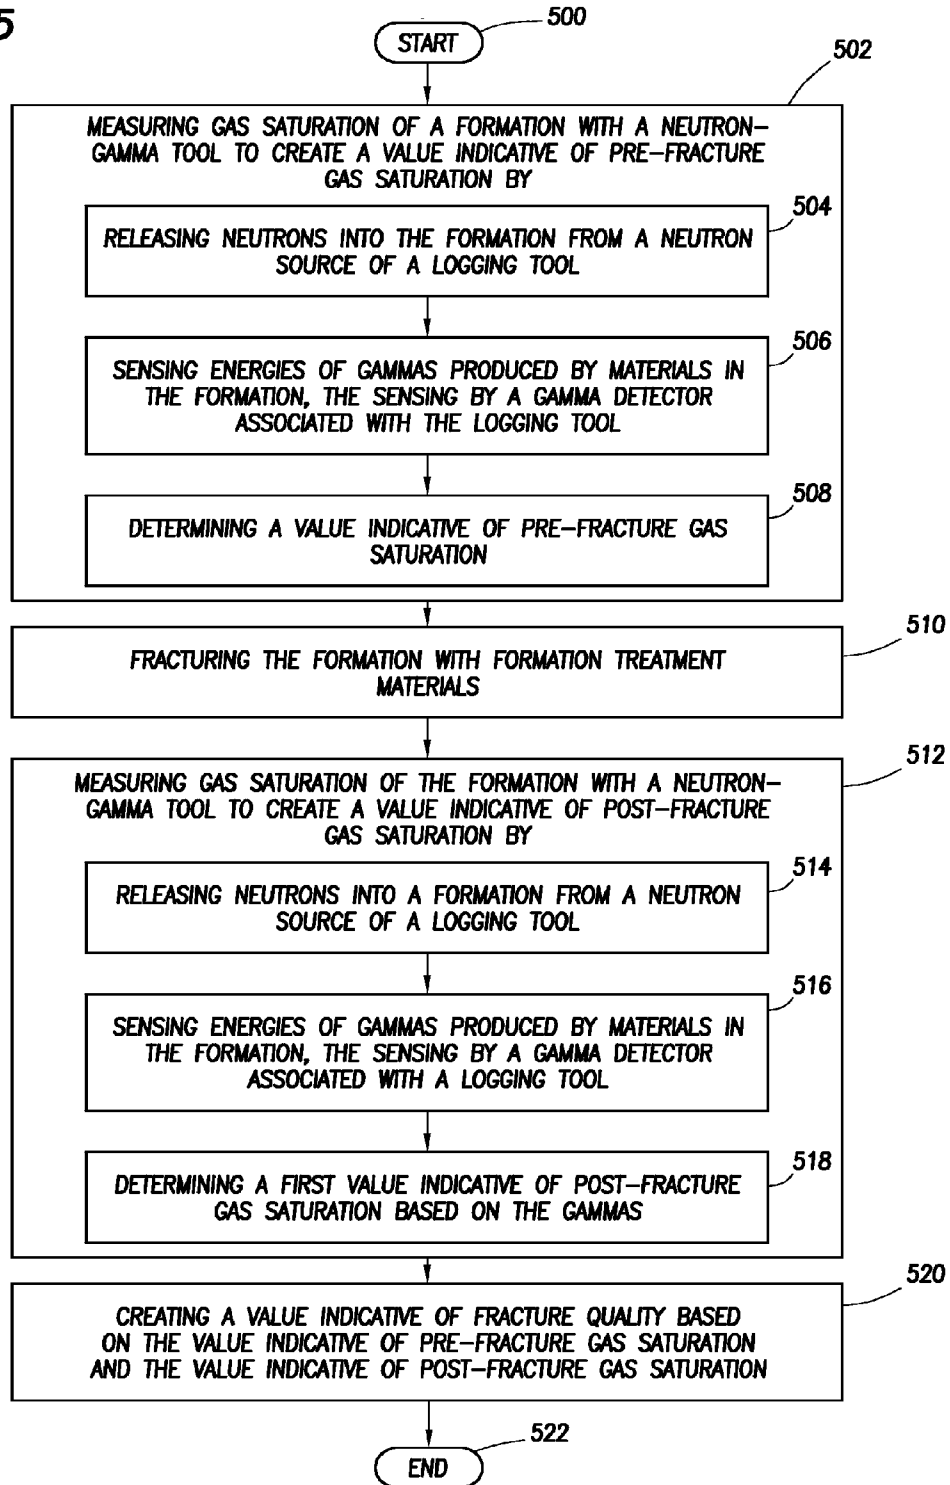 5
START
500
502
MEASURING GAS SATURATION OF A FORMATION WITH A NEUTRON–
GAMMA TOOL TO CREATE A VALUE INDICATIVE OF PRE–FRACTURE
GAS SATURATION BY
504
RELEASING NEUTRONS INTO THE FORMATION FROM A NEUTRON
SOURCE OF A LOGGING TOOL
506
SENSING ENERGIES OF GAMMAS PRODUCED BY MATERIALS IN
THE FORMATION, THE SENSING BY A GAMMA DETECTOR
ASSOCIATED WITH THE LOGGING TOOL
508
DETERMINING A VALUE INDICATIVE OF PRE–FRACTURE GAS
SATURATION
510
FRACTURING THE FORMATION WITH FORMATION TREATMENT
MATERIALS
512
MEASURING GAS SATURATION OF THE FORMATION WITH A NEUTRON–
GAMMA TOOL TO CREATE A VALUE INDICATIVE OF POST–FRACTURE
GAS SATURATION BY
514
RELEASING NEUTRONS INTO A FORMATION FROM A NEUTRON
SOURCE OF A LOGGING TOOL
516
SENSING ENERGIES OF GAMMAS PRODUCED BY MATERIALS IN
THE FORMATION, THE SENSING BY A GAMMA DETECTOR
ASSOCIATED WITH A LOGGING TOOL
518
DETERMINING A FIRST VALUE INDICATIVE OF POST–FRACTURE
GAS SATURATION BASED ON THE GAMMAS
520
CREATING A VALUE INDICATIVE OF FRACTURE QUALITY BASED
ON THE VALUE INDICATIVE OF PRE–FRACTURE GAS SATURATION
AND THE VALUE INDICATIVE OF POST–FRACTURE GAS SATURATION
522
END